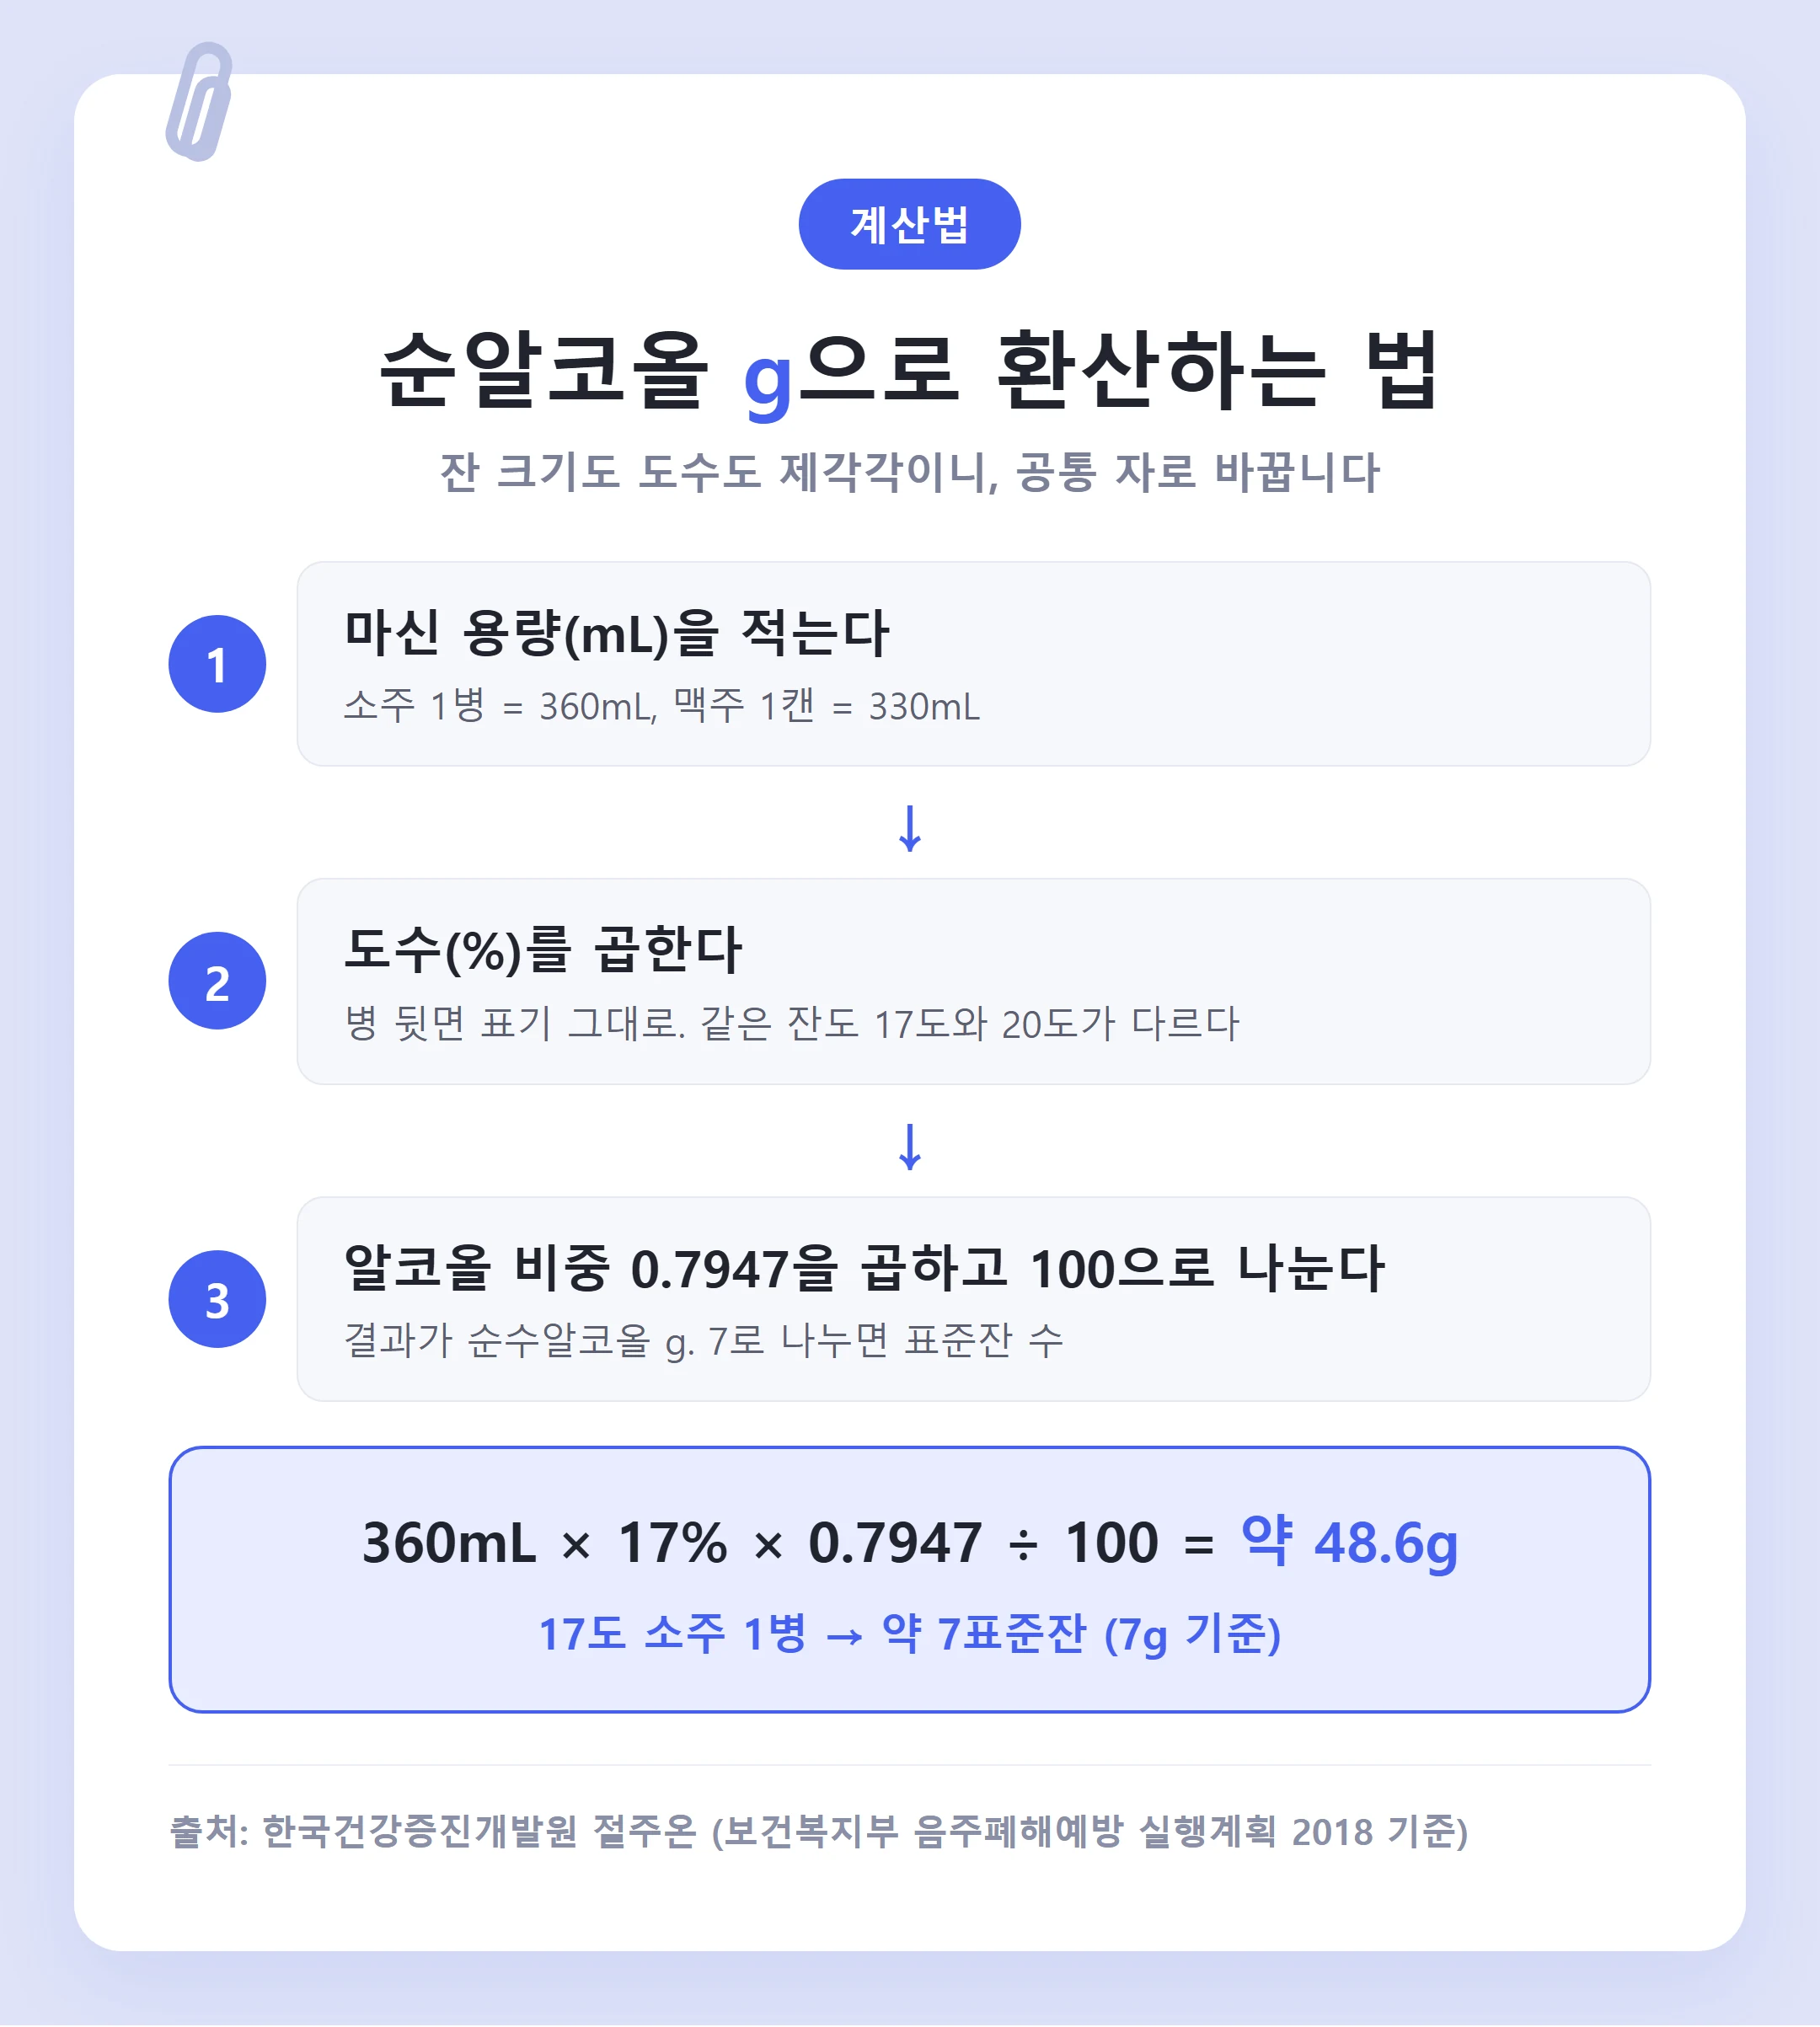 계산법
순알코올 g으로 환산하는 법
잔 크기도 도수도 제각각이니, 공통 자로 바꿉니다
1
마신 용량(mL)을 적는다
소주 1병 = 360mL, 맥주 1캔 = 330mL
↓
2
도수(%)를 곱한다
병 뒷면 표기 그대로. 같은 잔도 17도와 20도가 다르다
↓
3
알코올 비중 0.7947을 곱하고 100으로 나눈다
결과가 순수알코올 g. 7로 나누면 표준잔 수
360mL × 17% × 0.7947 ÷ 100 = 약 48.6g
17도 소주 1병 → 약 7표준잔 (7g 기준)
출처: 한국건강증진개발원 절주온 (보건복지부 음주폐해예방 실행계획 2018 기준)